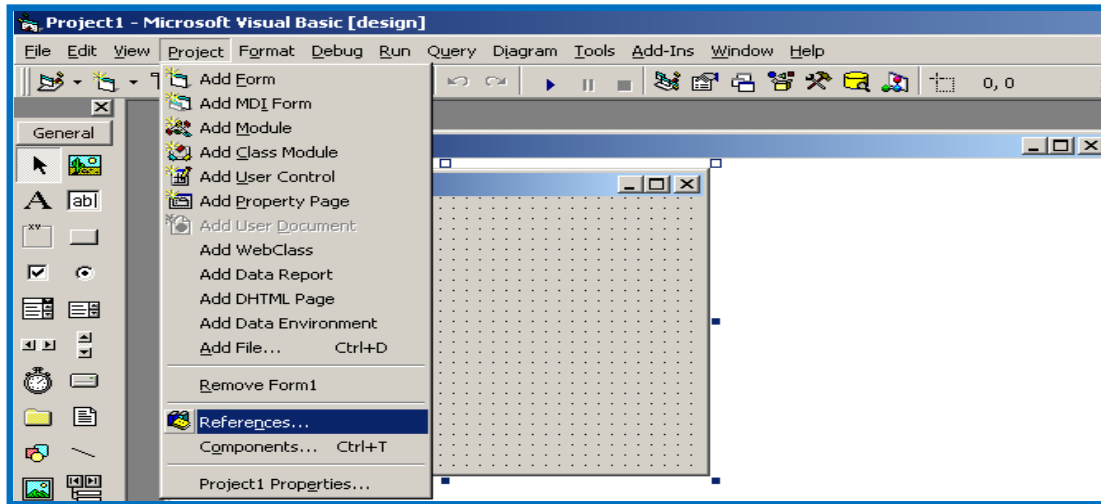 Project1 - Microsoft Visual Basic [design]
File Edit View Project Format Debug Run Query Diagram Tools Add-Ins Window Help
0, 0
General
Add Form
Add MDI Form
Add Module
Add Class Module
Add User Control
Add Property Page
Add User Document
Add WebClass
Add Data Report
Add DHTML Page
Add Data Environment
Add File... Ctrl+D
Remove Form1
References...
Components... Ctrl+T
Project1 Properties...
A
ab|
xv